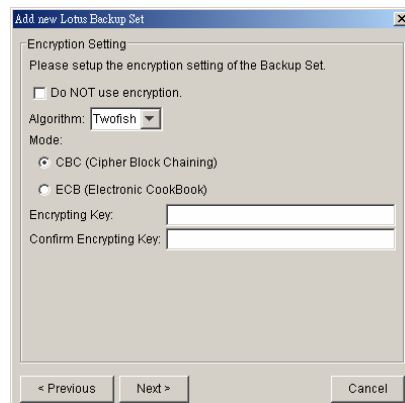 Add new Lotus Backup Set
Encryption Setting
Please setup the encryption setting of the Backup Set.
Do NOT use encryption.
Algorithm: Twofish
Mode:
CBC (Cipher Block Chaining)
ECB (Electronic CookBook)
Encrypting Key:
Confirm Encrypting Key:
< Previous Next > Cancel